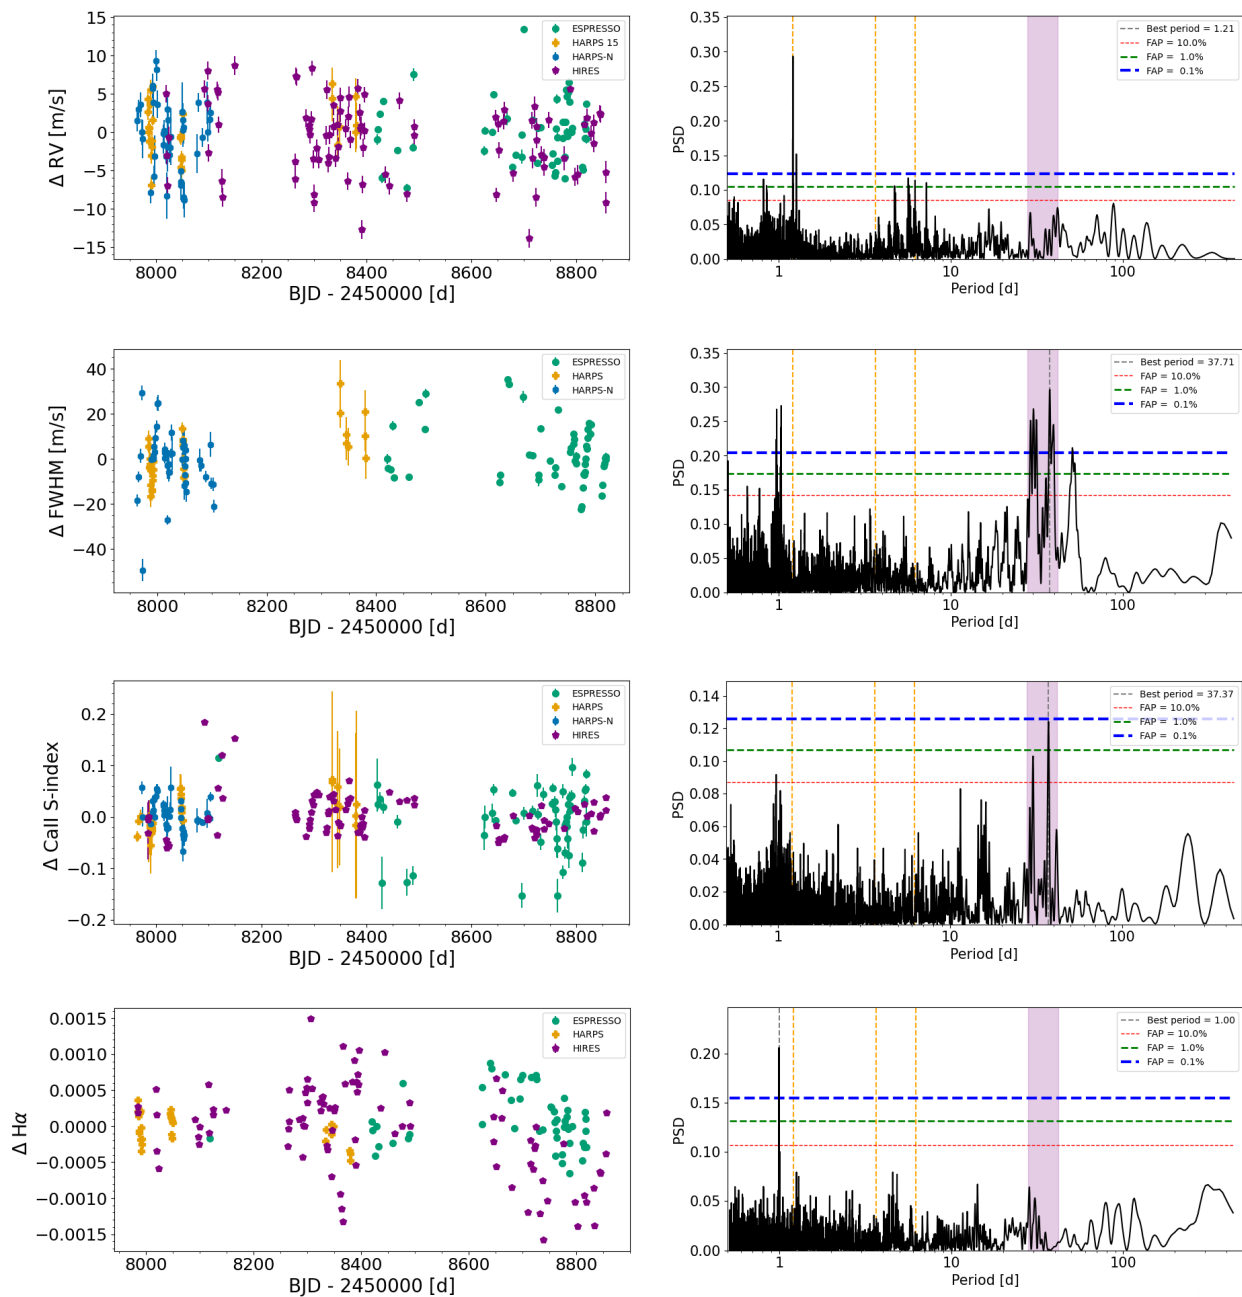 15
10
5
0
−5
−10
−15
Δ RV [m/s]
8000 8200 8400 8600 8800
BJD - 2450000 [d]
ESPRESSO
HARPS 15
HARPS-N
HIRES
0.35
0.30
0.25
0.20
0.15
0.10
0.05
0.00
PSD
1 10 100
Period [d]
Best period = 1.21
FAP = 10.0%
FAP = 1.0%
FAP = 0.1%
40
20
0
−20
−40
Δ FWHM [m/s]
8000 8200 8400 8600 8800
BJD - 2450000 [d]
ESPRESSO
HARPS
HARPS-N
0.35
0.30
0.25
0.20
0.15
0.10
0.05
0.00
PSD
1 10 100
Period [d]
Best period = 37.71
FAP = 10.0%
FAP = 1.0%
FAP = 0.1%
0.2
0.1
0.0
−0.1
−0.2
Δ CaII S-index
8000 8200 8400 8600 8800
BJD - 2450000 [d]
ESPRESSO
HARPS
HARPS-N
HIRES
0.14
0.12
0.10
0.08
0.06
0.04
0.02
0.00
PSD
1 10 100
Period [d]
Best period = 37.37
FAP = 10.0%
FAP = 1.0%
FAP = 0.1%
0.0015
0.0010
0.0005
0.0000
−0.0005
−0.0010
−0.0015
Δ Hα
8000 8200 8400 8600 8800
BJD - 2450000 [d]
ESPRESSO
HARPS
HIRES
0.20
0.15
0.10
0.05
0.00
PSD
1 10 100
Period [d]
Best period = 1.00
FAP = 10.0%
FAP = 1.0%
FAP = 0.1%